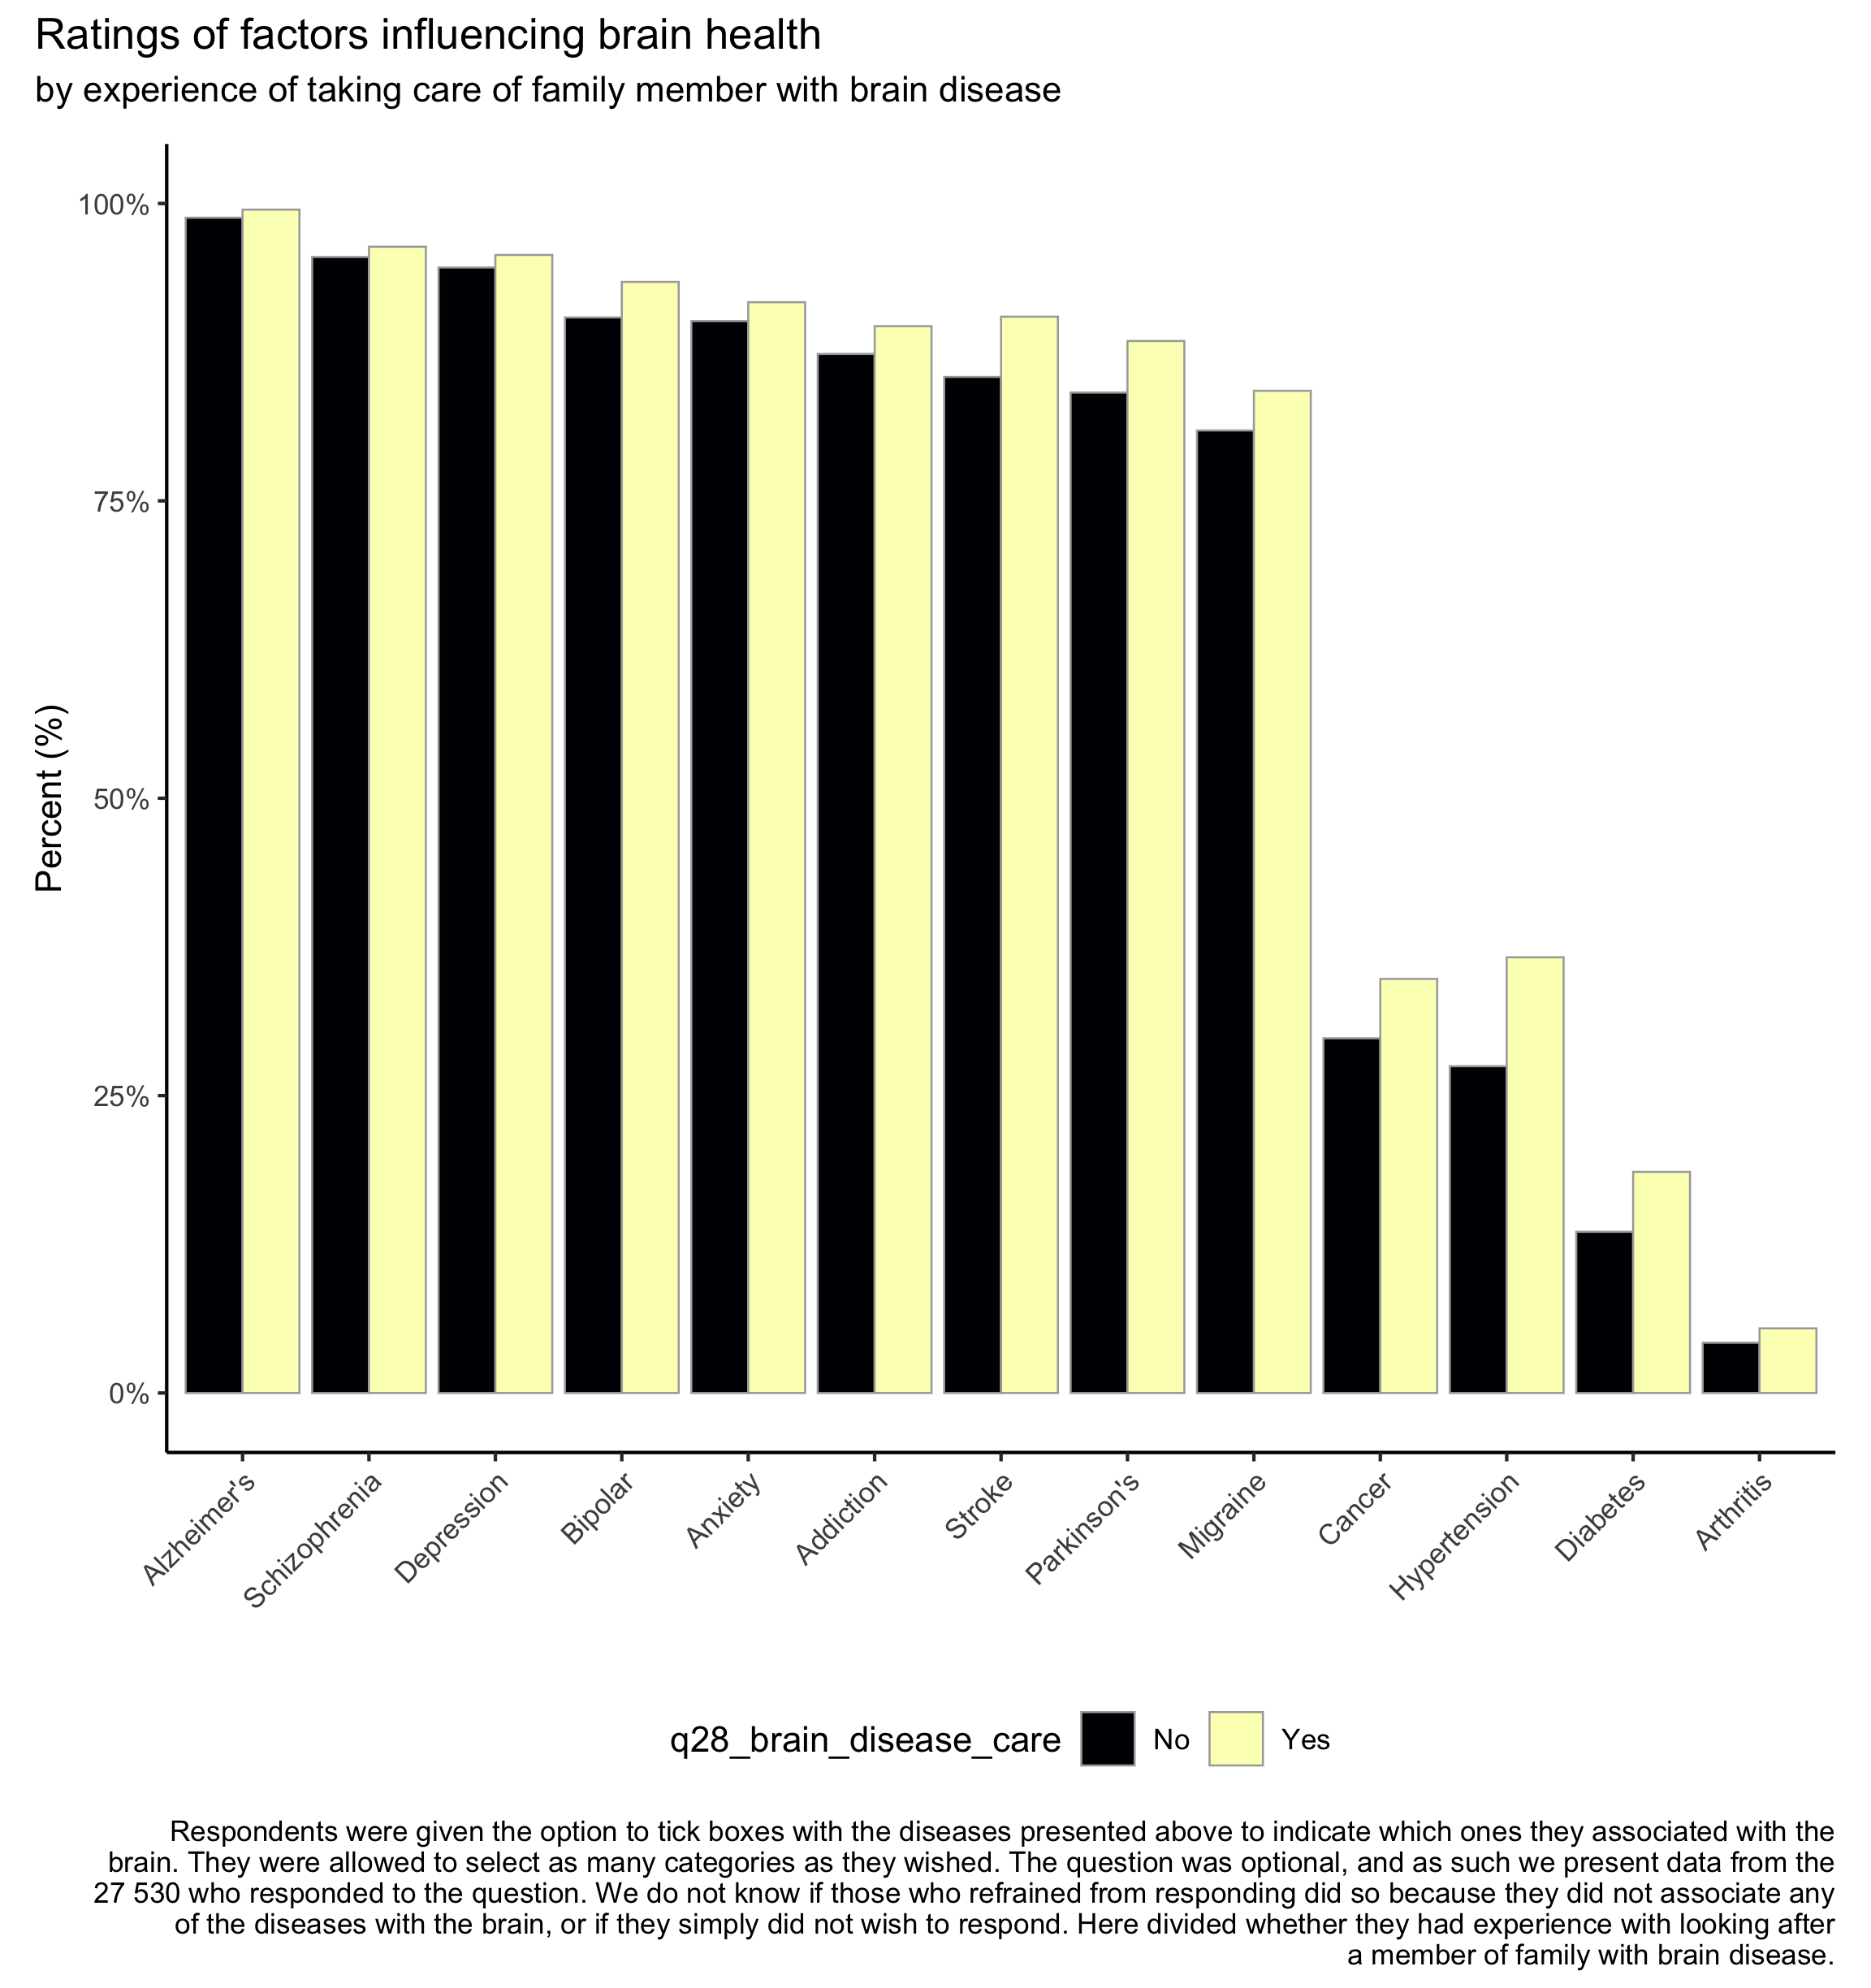 Ratings of factors influencing brain health
by experience of taking care of family member with brain disease
Percent (%)
100%
75%
50%
25%
0%
Alzheimer's
Schizophrenia
Depression
Bipolar
Anxiety
Addiction
Stroke
Parkinson's
Migraine
Cancer
Hypertension
Diabetes
Arthritis
q28_brain_disease_care No Yes
Respondents were given the option to tick boxes with the diseases presented above to indicate which ones they associated with the
brain. They were allowed to select as many categories as they wished. The question was optional, and as such we present data from the
27 530 who responded to the question. We do not know if those who refrained from responding did so because they did not associate any
of the diseases with the brain, or if they simply did not wish to respond. Here divided whether they had experience with looking after
a member of family with brain disease.